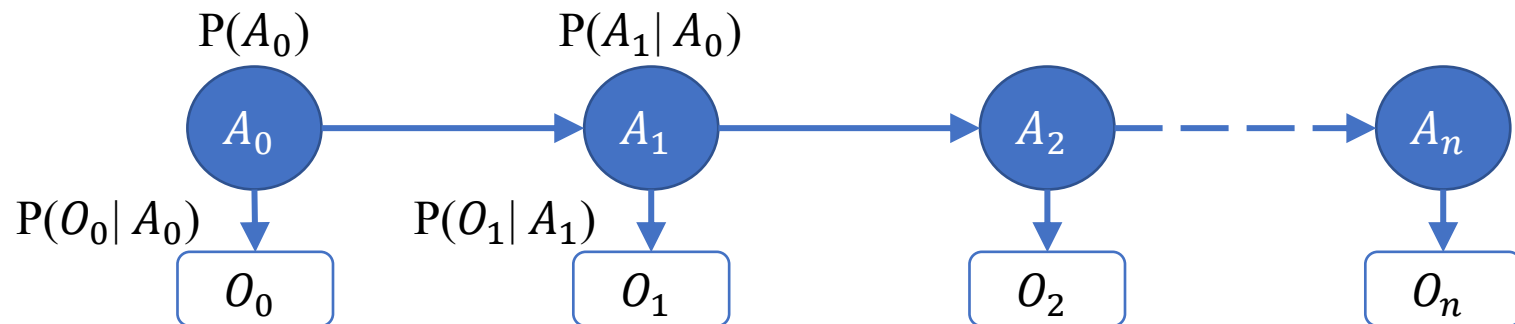 P(A₀) P(A₁| A₀)
A₀ A₁ A₂ Aₙ
P(O₀| A₀) P(O₁| A₁)
O₀ O₁ O₂ Oₙ